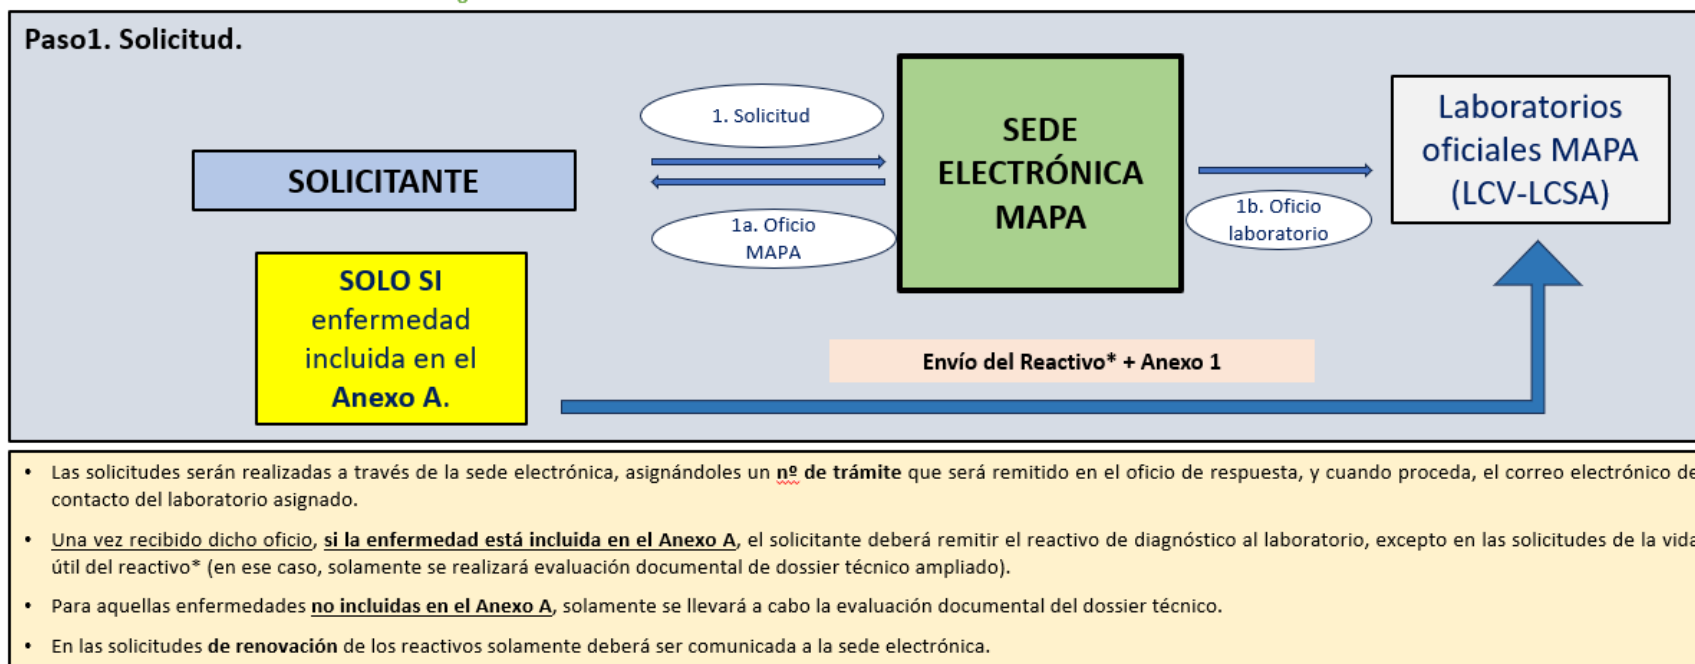 Paso1. Solicitud.
1. Solicitud
SOLICITANTE
1a. Oficio
MAPA
SEDE
ELECTRÓNICA
MAPA
1b. Oficio
laboratorio
Laboratorios
oficiales MAPA
(LCV-LCSA)
SOLO SI
enfermedad
incluida en el
Anexo A.
Envío del Reactivo* + Anexo 1
• Las solicitudes serán realizadas a través de la sede electrónica, asignándoles un nº de trámite que será remitido en el oficio de respuesta, y cuando proceda, el correo electrónico de
contacto del laboratorio asignado.
• Una vez recibido dicho oficio, si la enfermedad está incluida en el Anexo A, el solicitante deberá remitir el reactivo de diagnóstico al laboratorio, excepto en las solicitudes de la vida
útil del reactivo* (en ese caso, solamente se realizará evaluación documental de dossier técnico ampliado).
• Para aquellas enfermedades no incluidas en el Anexo A, solamente se llevará a cabo la evaluación documental del dossier técnico.
• En las solicitudes de renovación de los reactivos solamente deberá ser comunicada a la sede electrónica.